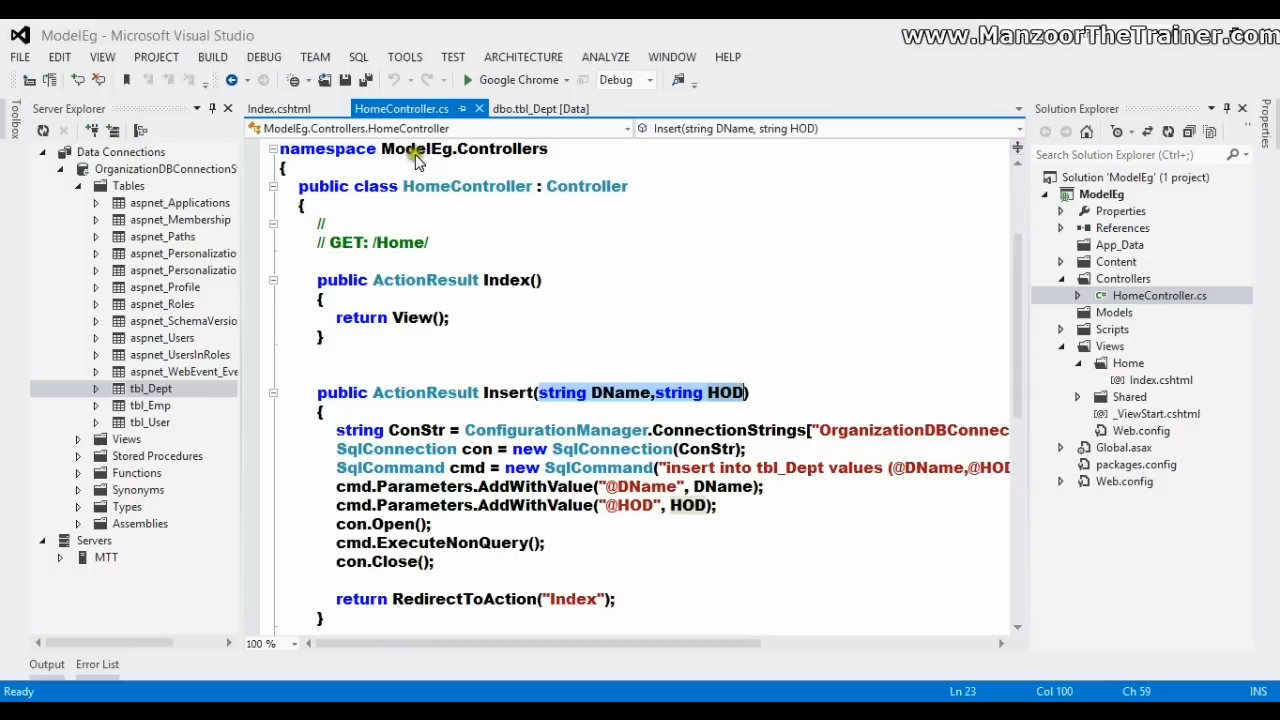 www.ManzoorTheTrainer.com
ModelEg - Microsoft Visual Studio
FILE EDIT VIEW PROJECT BUILD DEBUG TEAM SQL TOOLS TEST ARCHITECTURE ANALYZE WINDOW HELP
Google Chrome Debug
Toolbox
Server Explorer
Data Connections
OrganizationDBConnectionS
Tables
aspnet_Applications
aspnet_Membership
aspnet_Paths
aspnet_Personalizatio
aspnet_Personalizatio
aspnet_Profile
aspnet_Roles
aspnet_SchemaVersio
aspnet_Users
aspnet_UsersInRoles
aspnet_WebEvent_Eve
tbl_Dept
tbl_Emp
tbl_User
Views
Stored Procedures
Functions
Synonyms
Types
Assemblies
Servers
MTT
Index.cshtml HomeController.cs dbo.tbl_Dept [Data]
ModelEg.Controllers.HomeController Insert(string DName, string HOD)
namespace ModelEg.Controllers
{
public class HomeController : Controller
{
//
// GET: /Home/
public ActionResult Index()
{
return View();
}
public ActionResult Insert(string DName,string HOD)
{
string ConStr = ConfigurationManager.ConnectionStrings["OrganizationDBConnec
SqlConnection con = new SqlConnection(ConStr);
SqlCommand cmd = new SqlCommand("insert into tbl_Dept values (@DName,@HOD
cmd.Parameters.AddWithValue("@DName", DName);
cmd.Parameters.AddWithValue("@HOD", HOD);
con.Open();
cmd.ExecuteNonQuery();
con.Close();
return RedirectToAction("Index");
}
100 %
Solution Explorer
Search Solution Explorer (Ctrl+;)
Solution 'ModelEg' (1 project)
ModelEg
Properties
References
App_Data
Content
Controllers
HomeController.cs
Models
Scripts
Views
Home
Index.cshtml
Shared
_ViewStart.cshtml
Web.config
Global.asax
packages.config
Web.config
Properties
Output Error List
Ready Ln 23 Col 100 Ch 59 INS